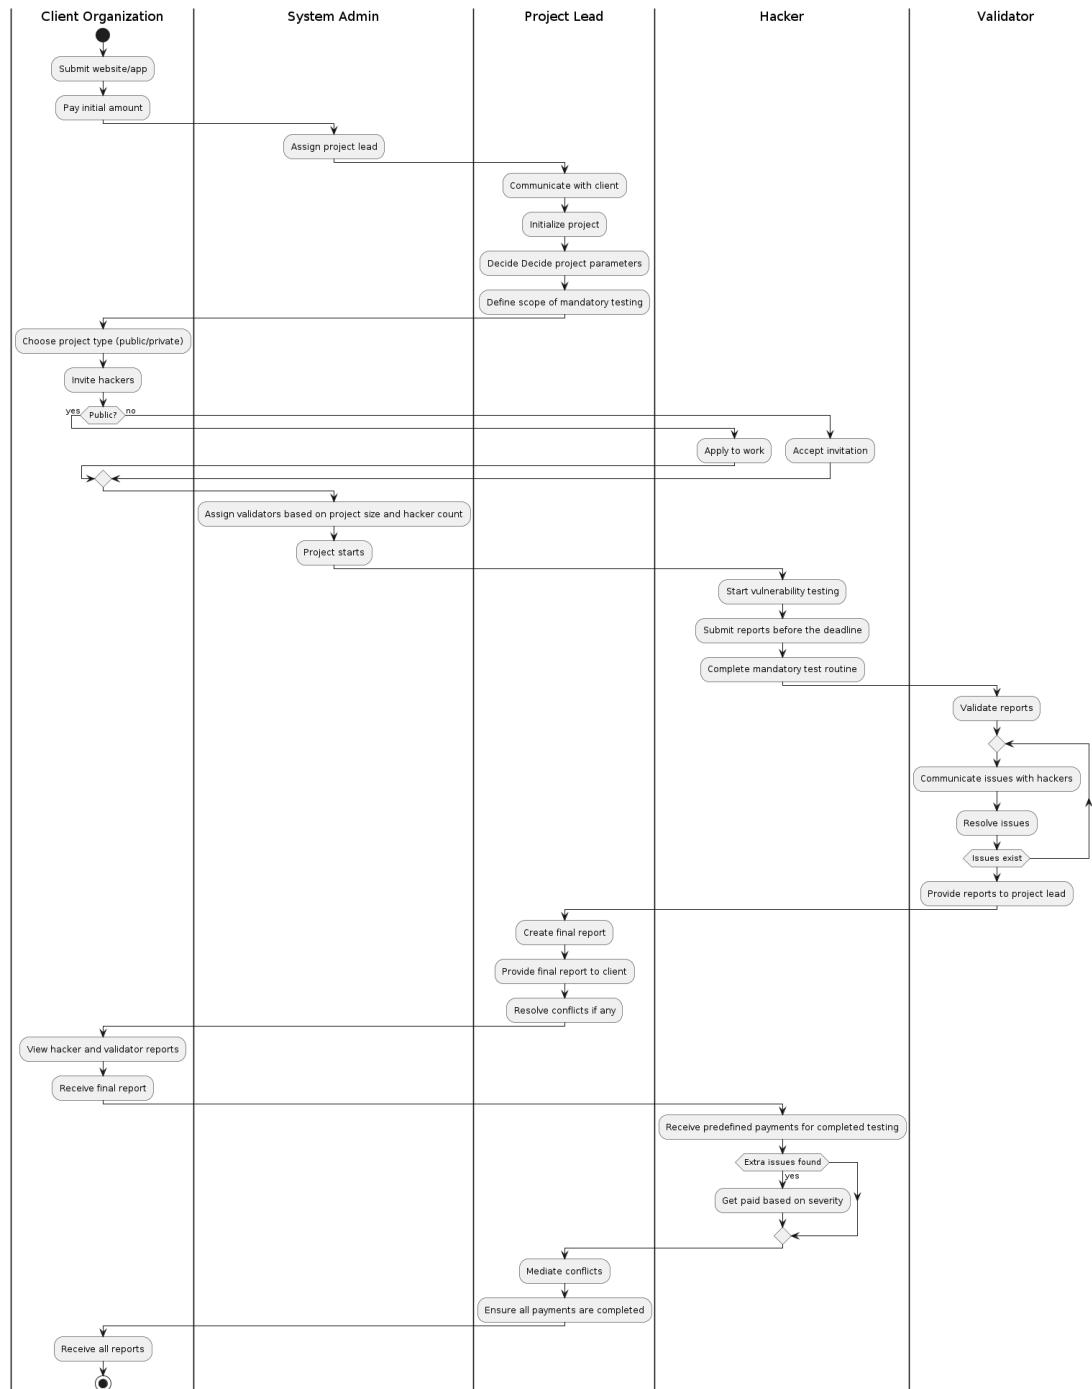 Client Organization
System Admin
Project Lead
Hacker
Validator
Submit website/app
Pay initial amount
Assign project lead
Communicate with client
Initialize project
Decide Decide project parameters
Define scope of mandatory testing
Choose project type (public/private)
Invite hackers
yes
Public?
no
Apply to work
Accept invitation
Assign validators based on project size and hacker count
Project starts
Start vulnerability testing
Submit reports before the deadline
Complete mandatory test routine
Validate reports
Communicate issues with hackers
Resolve issues
Issues exist
Provide reports to project lead
Create final report
Provide final report to client
Resolve conflicts if any
View hacker and validator reports
Receive final report
Receive predefined payments for completed testing
Extra issues found
yes
Get paid based on severity
Mediate conflicts
Ensure all payments are completed
Receive all reports